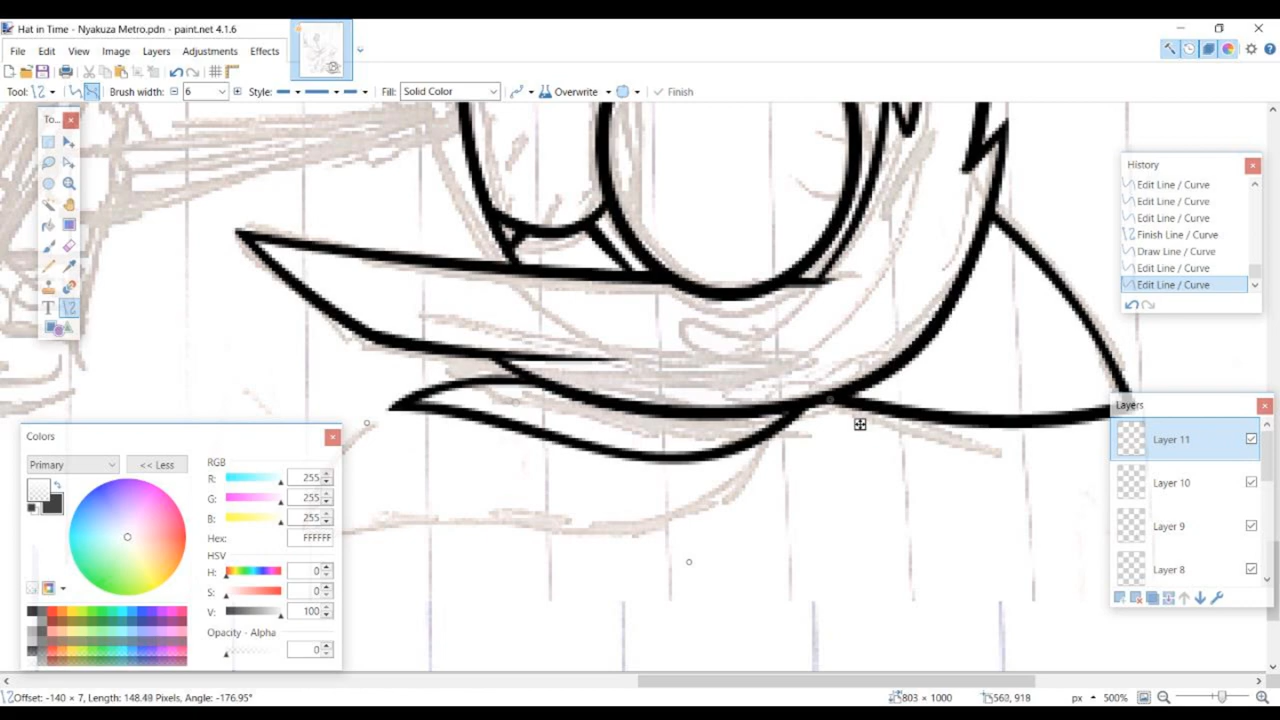 Hat in Time - Nyakuza Metro.pdn - paint.net 4.1.6
File Edit View Image Layers Adjustments Effects
Tool: Brush width: 6 Style: Fill: Solid Color Overwrite Finish
To...
History
Edit Line / Curve
Edit Line / Curve
Edit Line / Curve
Finish Line / Curve
Draw Line / Curve
Edit Line / Curve
Edit Line / Curve
Layers
Layer 11
Layer 10
Layer 9
Layer 8
Colors
Primary << Less
RGB
R: 255
G: 255
B: 255
Hex: FFFFFF
HSV
H: 0
S: 0
V: 100
Opacity - Alpha
0
Offset: -140 × 7, Length: 148.49 Pixels, Angle: -176.95° 803 × 1000 560, 918 px 500%